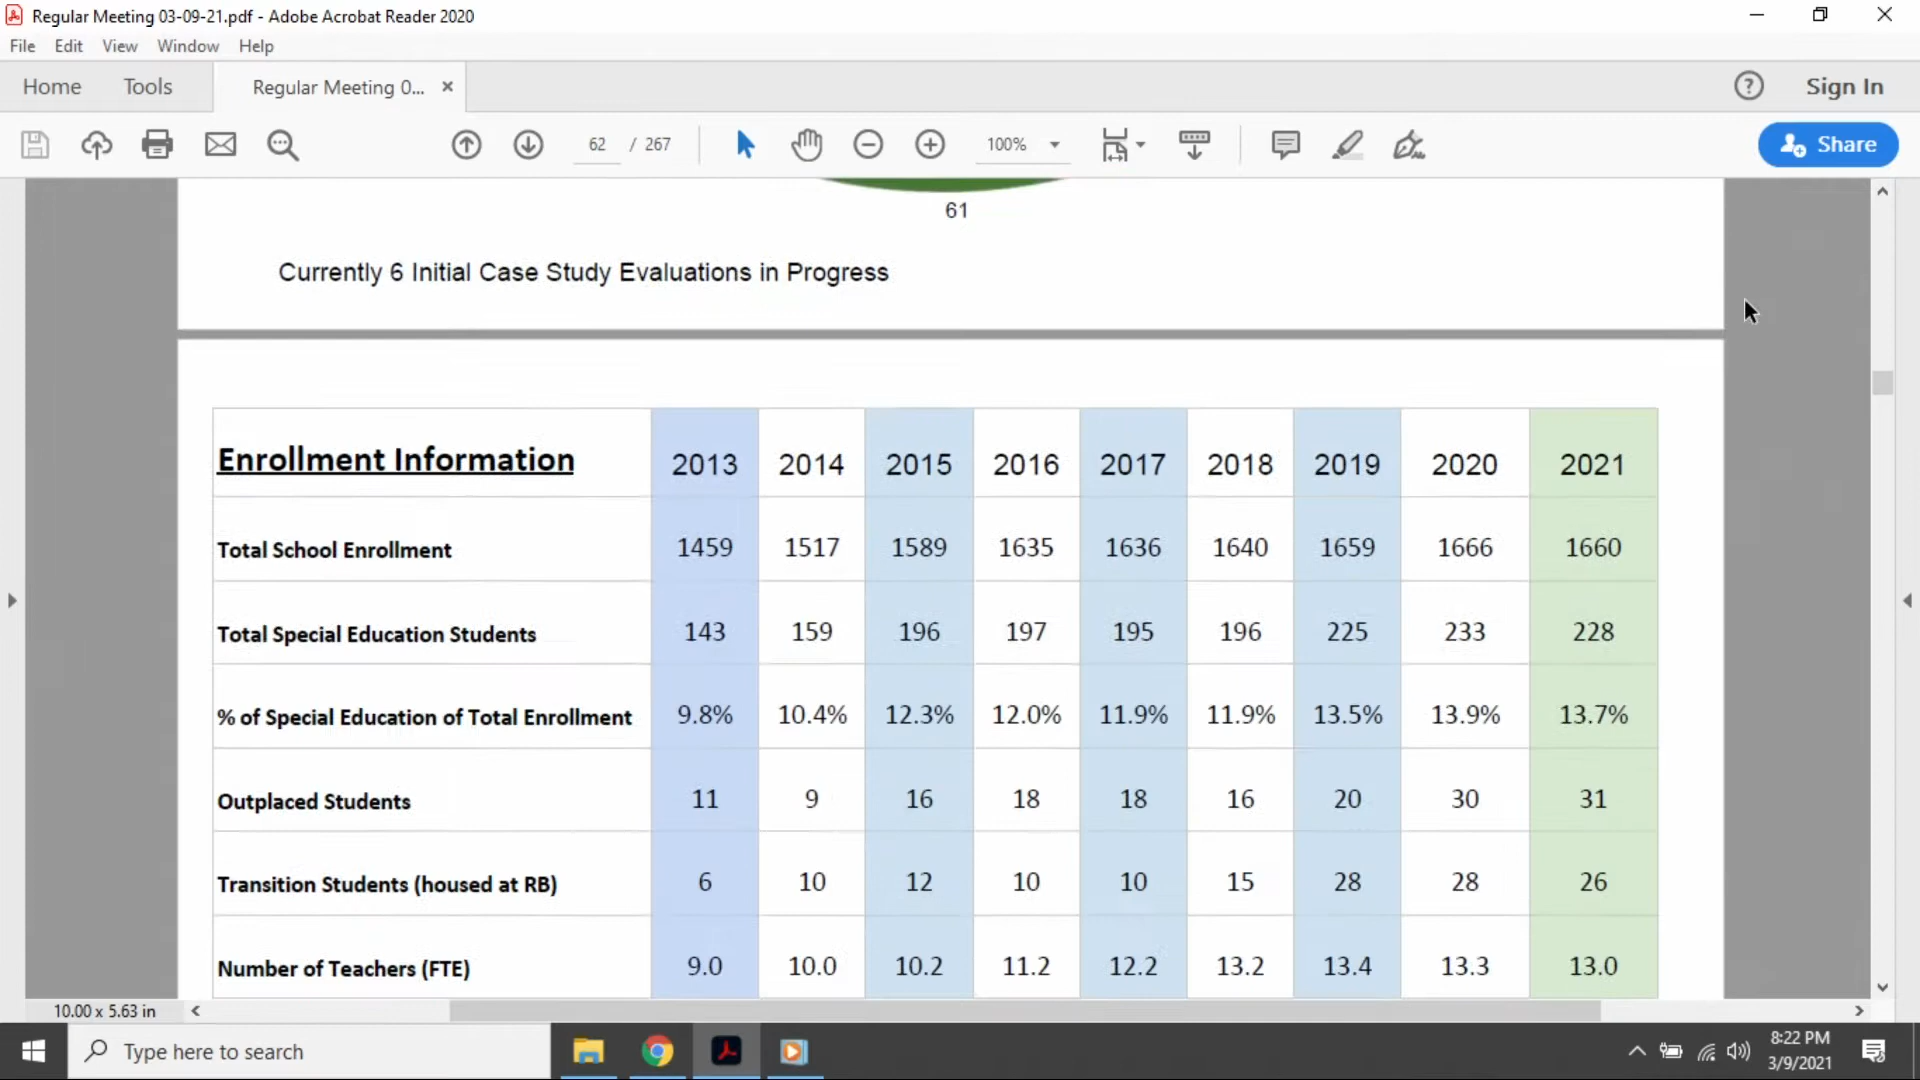 Regular Meeting 03-09-21.pdf - Adobe Acrobat Reader 2020
File Edit View Window Help
Home Tools Regular Meeting 0... × ? Sign In
62 / 267 100% Share
61
Currently 6 Initial Case Study Evaluations in Progress
Enrollment Information 2013 2014 2015 2016 2017 2018 2019 2020 2021
Total School Enrollment 1459 1517 1589 1635 1636 1640 1659 1666 1660
Total Special Education Students 143 159 196 197 195 196 225 233 228
% of Special Education of Total Enrollment 9.8% 10.4% 12.3% 12.0% 11.9% 11.9% 13.5% 13.9% 13.7%
Outplaced Students 11 9 16 18 18 16 20 30 31
Transition Students (housed at RB) 6 10 12 10 10 15 28 28 26
Number of Teachers (FTE) 9.0 10.0 10.2 11.2 12.2 13.2 13.4 13.3 13.0
10.00 x 5.63 in
Type here to search
8:22 PM
3/9/2021